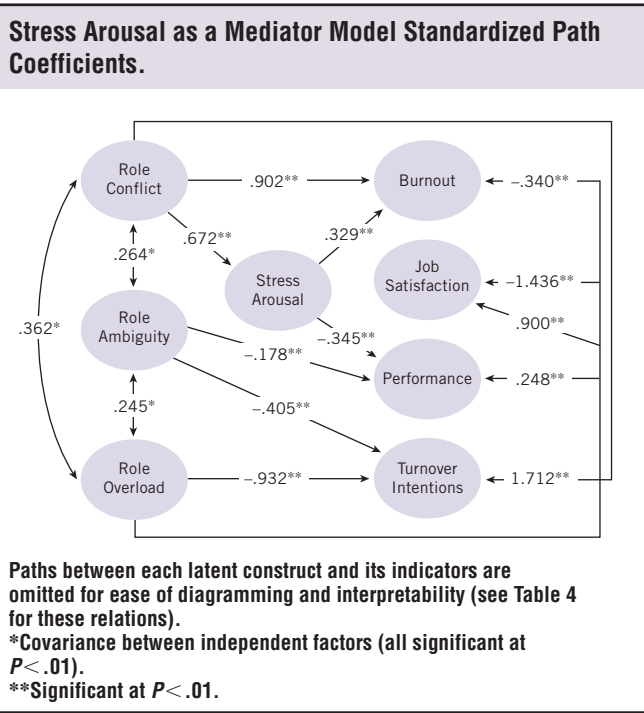 Stress Arousal as a Mediator Model Standardized Path
Coefficients.
Role
Conflict
.902**
Burnout
–.340**
.672**
.329**
.264*
Stress
Arousal
Job
Satisfaction
–1.436**
.900**
.362*
Role
Ambiguity
–.345**
–.178**
Performance
.248**
.245*
–.405**
Role
Overload
–.932**
Turnover
Intentions
1.712**
Paths between each latent construct and its indicators are
omitted for ease of diagramming and interpretability (see Table 4
for these relations).
*Covariance between independent factors (all significant at
P<.01).
**Significant at P<.01.